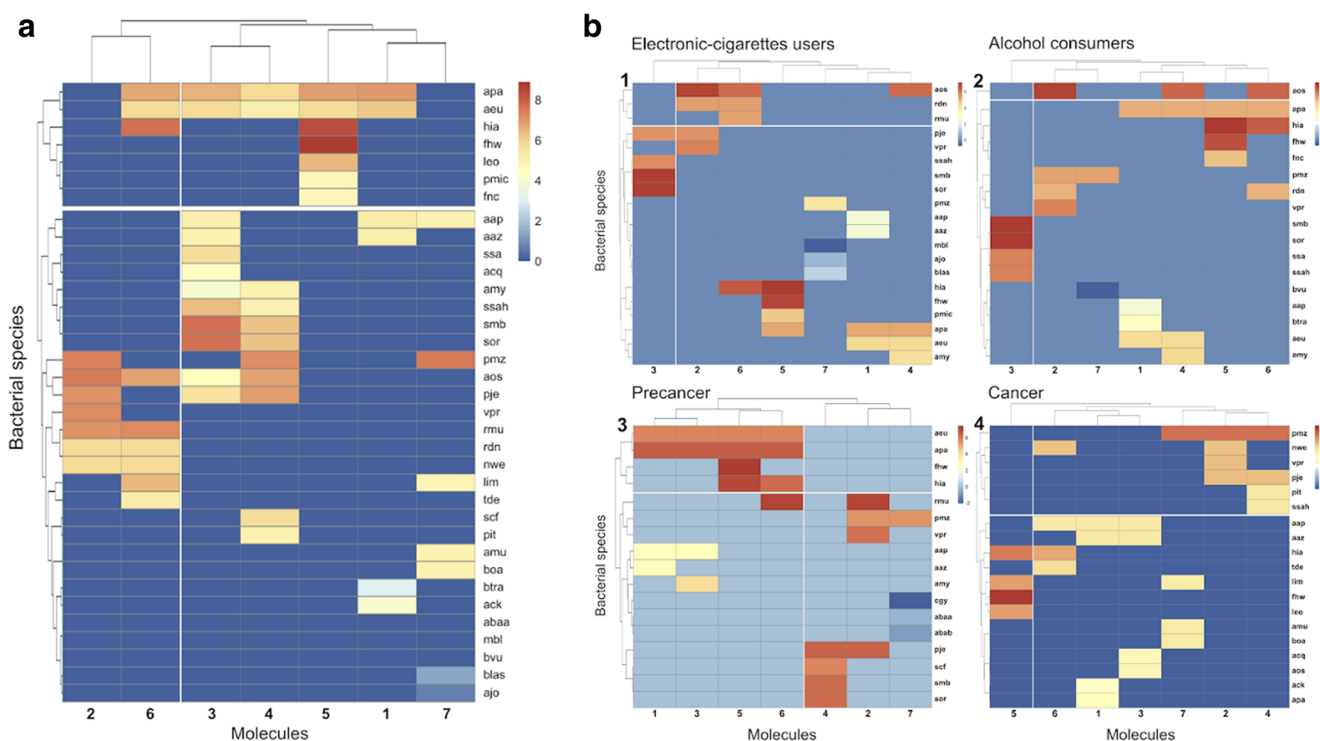 a
apa
aeu
hia
fhw
leo
pmic
fnc
aap
aaz
ssa
acq
amy
ssah
smb
sor
pmz
aos
pje
vpr
rmu
rdn
nwe
lim
tde
scf
pit
amu
boa
btra
ack
abaa
mbl
bvu
blas
ajo
8
6
4
2
0
Bacterial species
2 6 3 4 5 1 7
Molecules
b
Electronic-cigarettes users
1
aos
rdn
rmu
pje
vpr
ssah
smb
sor
pmz
aap
aaz
mbl
ajo
blas
hia
fhw
pmic
apa
aeu
amy
Bacterial species
3 2 6 5 7 1 4
Alcohol consumers
2
aos
apa
hia
fhw
fnc
pmz
rdn
vpr
smb
sor
ssa
ssah
bvu
aap
btra
aeu
amy
3 2 7 1 4 5 6
Precancer
3
aeu
apa
fhw
hia
rmu
pmz
vpr
aap
aaz
amy
cgy
abaa
abab
pje
scf
smb
sor
Bacterial species
1 3 5 6 4 2 7
Molecules
Cancer
4
pmz
nwe
vpr
pje
pit
ssah
aap
aaz
hia
tde
lim
fhw
leo
amu
boa
acq
aos
ack
apa
5 6 1 3 7 2 4
Molecules